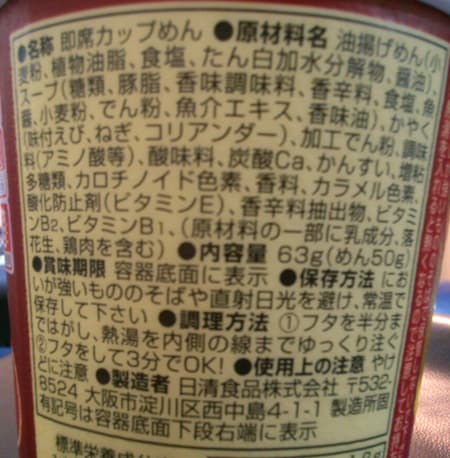 ●名称 即席カップめん ●原材料名 油揚げめん(小
麦粉、植物油脂、食塩、たん白加水分解物、醤油)、
スープ(糖類、豚脂、香味調味料、香辛料、食塩、魚
醤、小麦粉、でん粉、魚介エキス、香味油)、かやく
(味付えび、ねぎ、コリアンダー)、加工でん粉、調味
料(アミノ酸等)、酸味料、炭酸Ca、かんすい、増粘
多糖類、カロチノイド色素、香料、カラメル色素、
酸化防止剤(ビタミンE)、香辛料抽出物、ビタミ
ンB2、ビタミンB1、(原材料の一部に乳成分、落
花生、鶏肉を含む) ●内容量 63g(めん50g)
●賞味期限 容器底面に表示 ●保存方法 にお
いが強いもののそばや直射日光を避け、常温で
保存して下さい ●調理方法 ①フタを半分ま
ではがし、熱湯を内側の線までゆっくり注ぐ
②フタをして3分でOK! ●使用上の注意 やけ
どに注意 ●製造者 日清食品株式会社 〒532-
8524 大阪市淀川区西中島4-1-1 製造所固
有記号は容器底面下段右端に表示